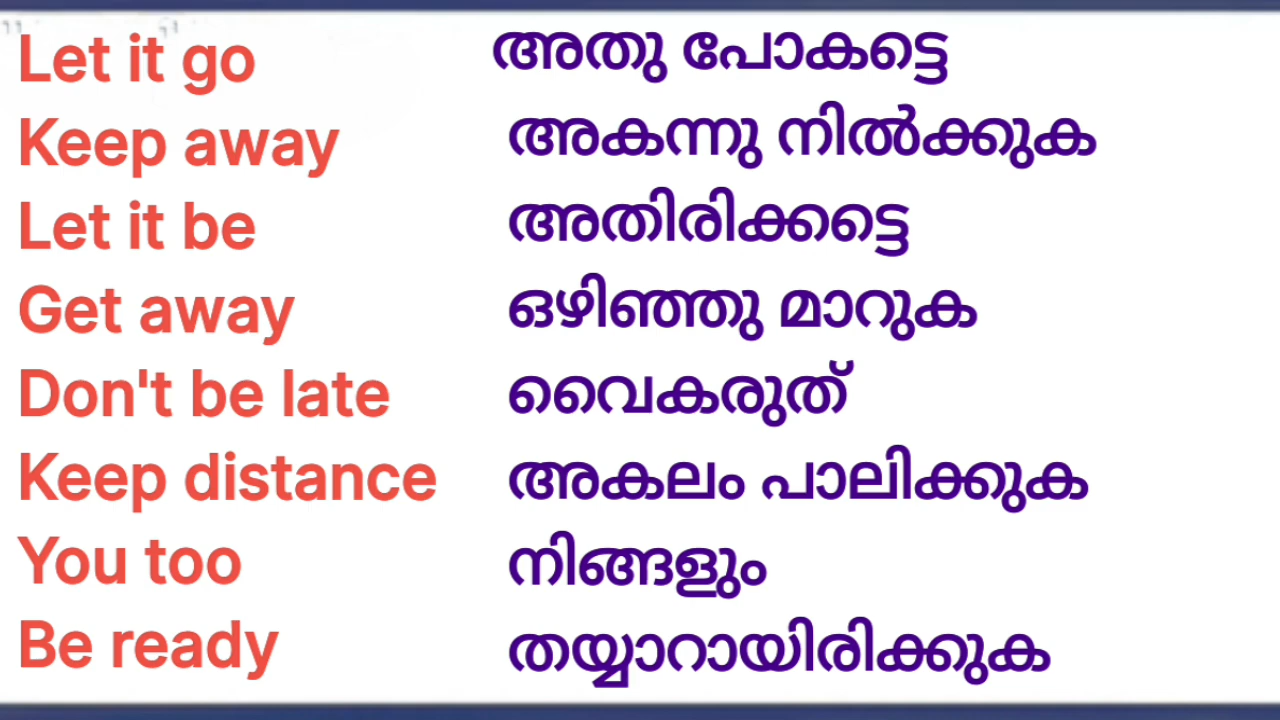 Let it go അതു പോകട്ടെ
Keep away അകന്നു നിൽക്കുക
Let it be അതിരിക്കട്ടെ
Get away ഒഴിഞ്ഞു മാറുക
Don't be late വൈകരുത്
Keep distance അകലം പാലിക്കുക
You too നിങ്ങളും
Be ready തയ്യാറായിരിക്കുക